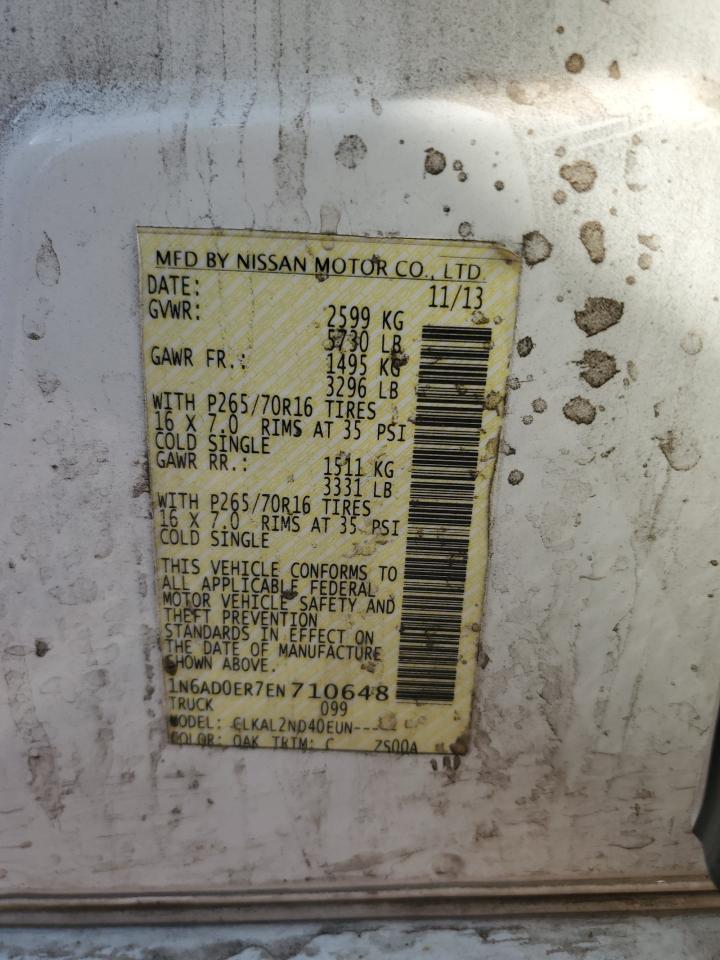 MFD BY NISSAN MOTOR CO., LTD.
DATE: 11/13
GVWR: 2599 KG
5730 LB
GAWR FR.: 1495 KG
3296 LB
WITH P265/70R16 TIRES
16 X 7.0 RIMS AT 35 PSI
COLD SINGLE
GAWR RR.: 1511 KG
3331 LB
WITH P265/70R16 TIRES
16 X 7.0 RIMS AT 35 PSI
COLD SINGLE
THIS VEHICLE CONFORMS TO
ALL APPLICABLE FEDERAL
MOTOR VEHICLE SAFETY AND
THEFT PREVENTION
STANDARDS IN EFFECT ON
THE DATE OF MANUFACTURE
SHOWN ABOVE.
1N6AD0ER7EN710648
TRUCK 099
MODEL: CLKAL2ND40EUN---
COLOR: QAK TRIM: C ZS00A